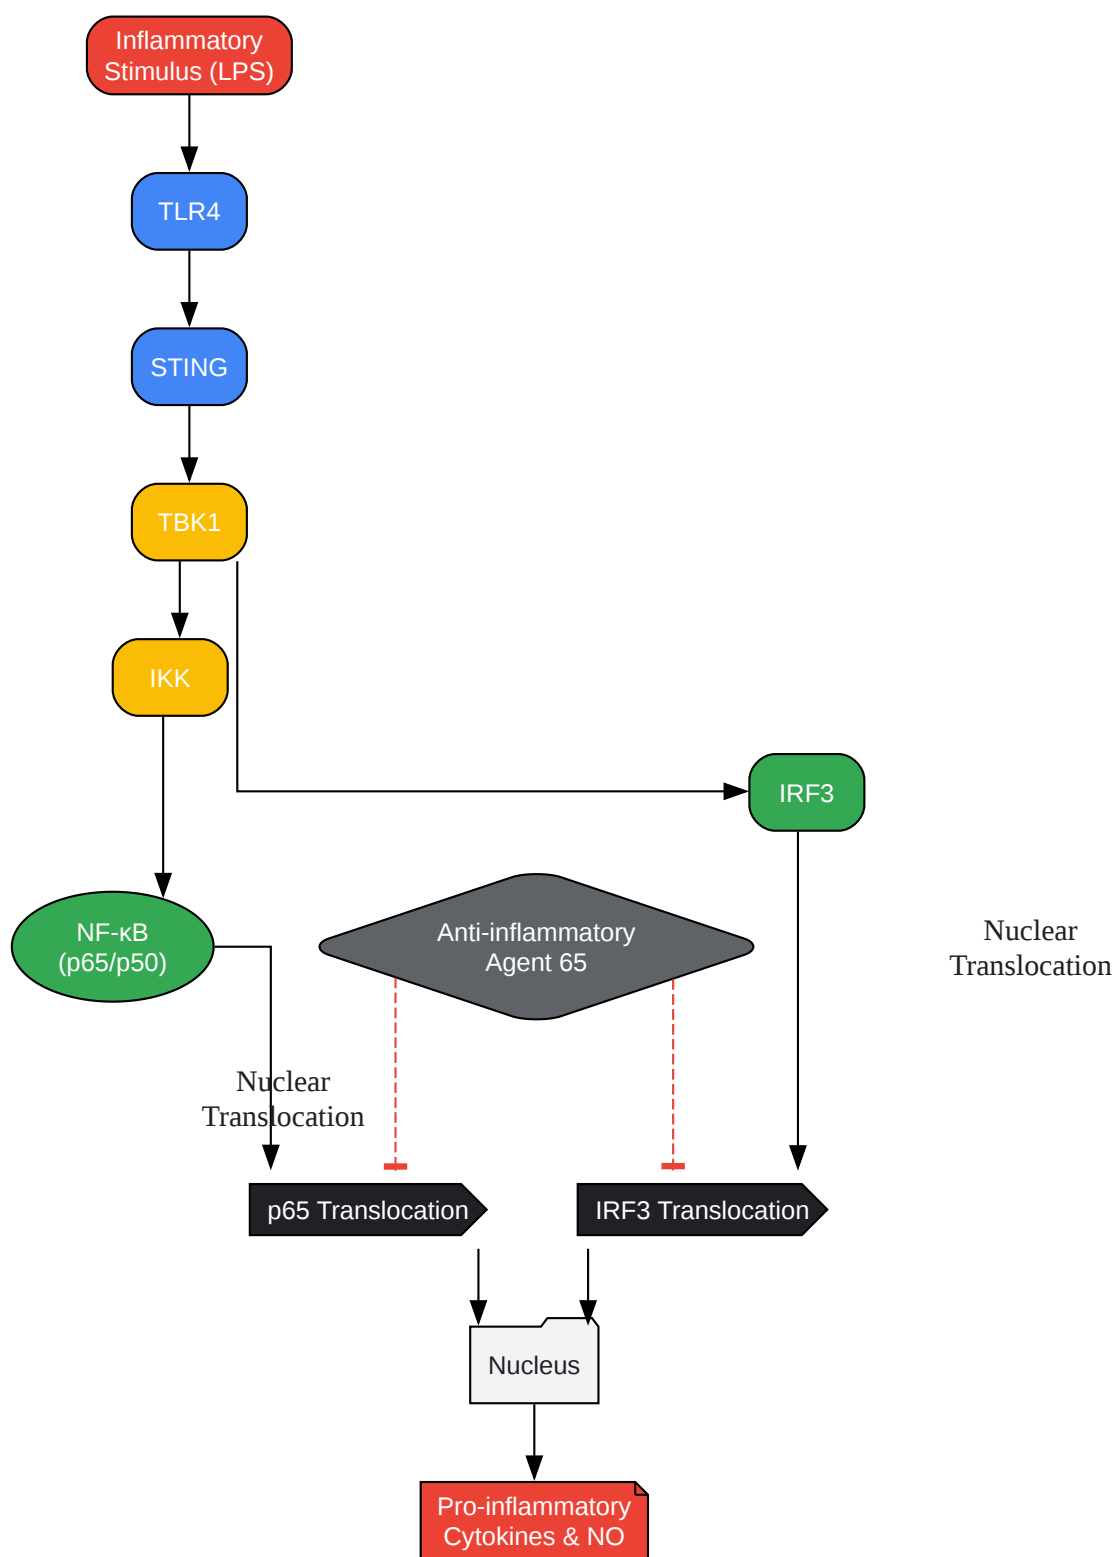 Inflammatory
Stimulus (LPS)
TLR4
STING
TBK1
IKK
IRF3
NF-κB
(p65/p50)
Anti-inflammatory
Agent 65
Nuclear
Translocation
Nuclear
Translocation
p65 Translocation
IRF3 Translocation
Nucleus
Pro-inflammatory
Cytokines & NO